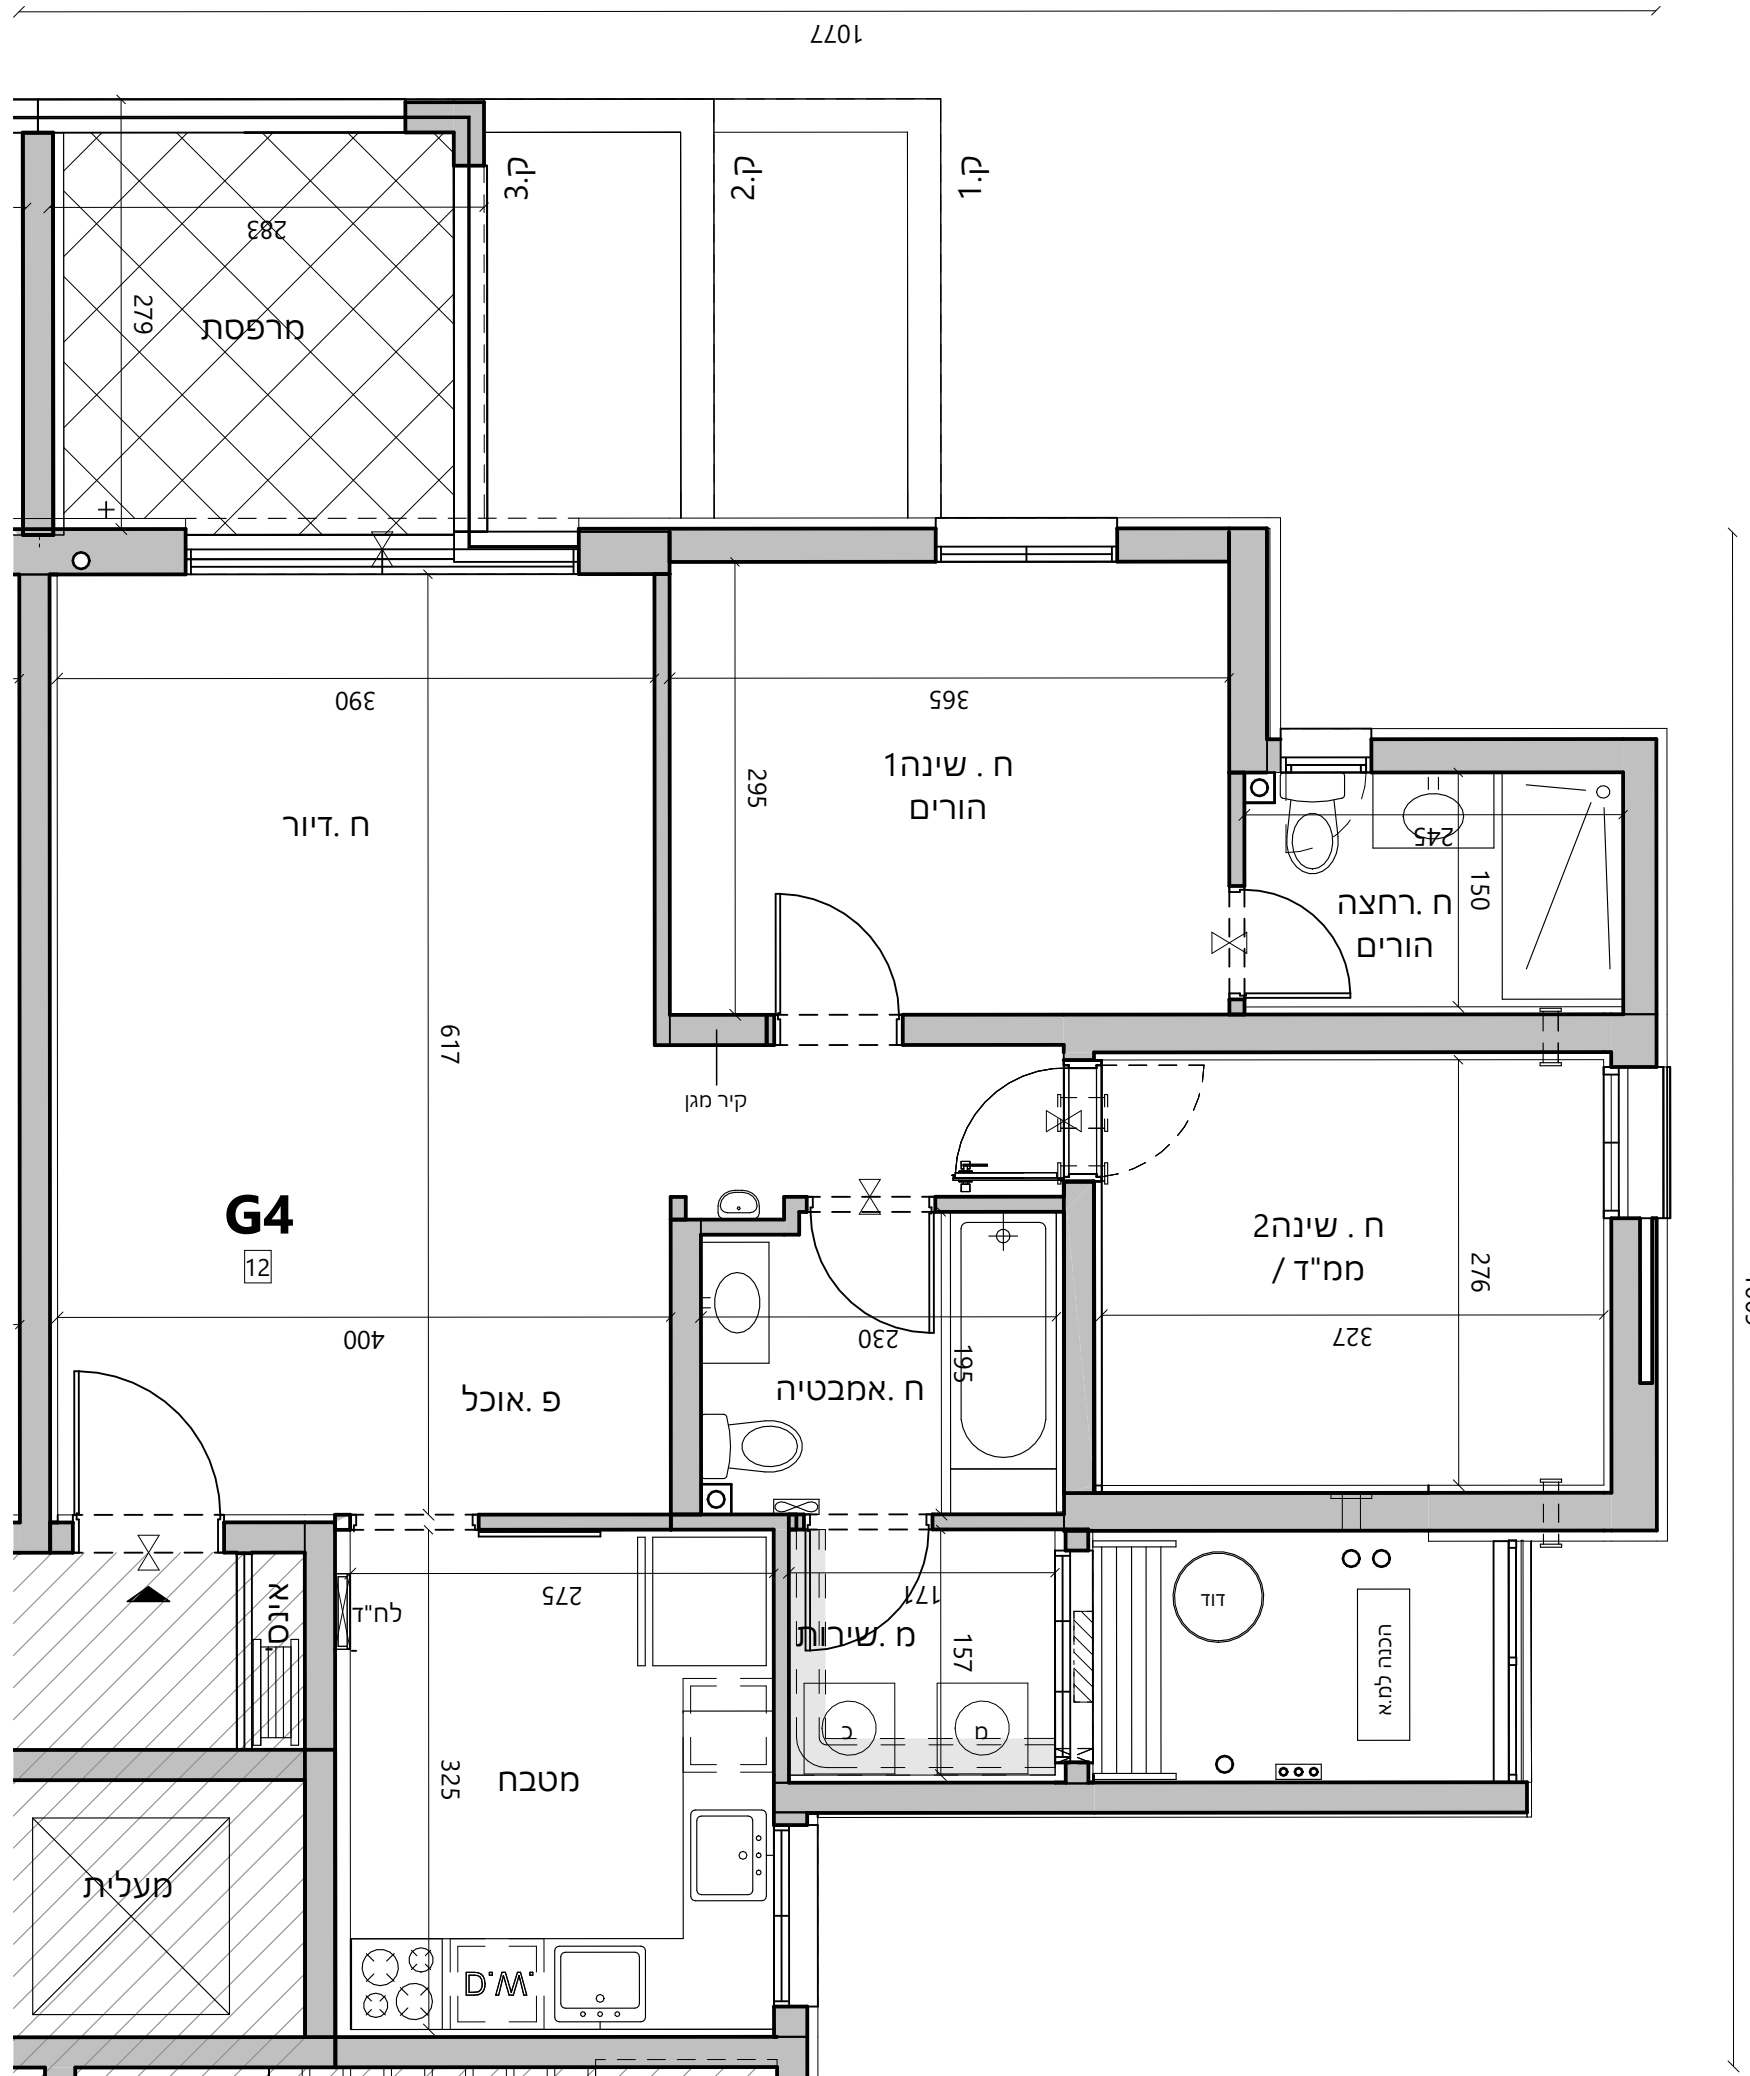 1077
ק.3
ק.2
ק.1
283
279
מרפסת
390
365
295
ח . שינה1
הורים
ח .דיור
245
150
ח .רחצה
הורים
617
קיר מגן
G4
12
ח . שינה2
ממ"ד /
276
327
400
230
195
פ .אוכל
ח .אמבטיה
275
171
לח"ד
מ .שירות
157
דוד
הכנה למ.א
כ
מ
325
מטבח
מעלית
D.W.